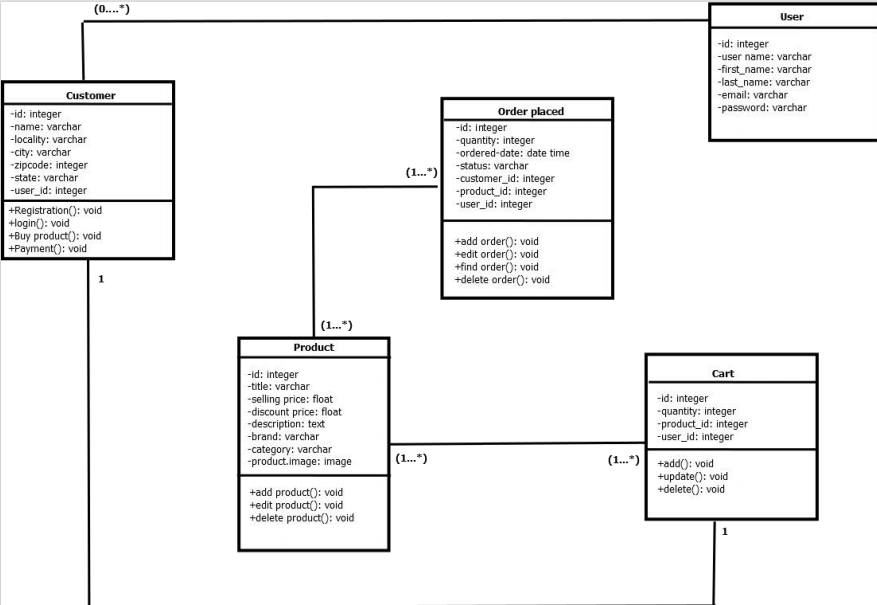 (0....*)
User
-id: integer
-user name: varchar
-first_name: varchar
-last_name: varchar
-email: varchar
-password: varchar
Customer
-id: integer
-name: varchar
-locality: varchar
-city: varchar
-zipcode: integer
-state: varchar
-user_id: integer
+Registration(): void
+login(): void
+Buy product(): void
+Payment(): void
1
Order placed
-id: integer
-quantity: integer
-ordered-date: date time
-status: varchar
-customer_id: integer
-product_id: integer
-user_id: integer
+add order(): void
+edit order(): void
+find order(): void
+delete order(): void
(1...*)
(1...*)
Product
-id: integer
-title: varchar
-selling price: float
-discount price: float
-description: text
-brand: varchar
-category: varchar
-product.image: image
+add product(): void
+edit product(): void
+delete product(): void
(1...*)
(1...*)
Cart
-id: integer
-quantity: integer
-product_id: integer
-user_id: integer
+add(): void
+update(): void
+delete(): void
1